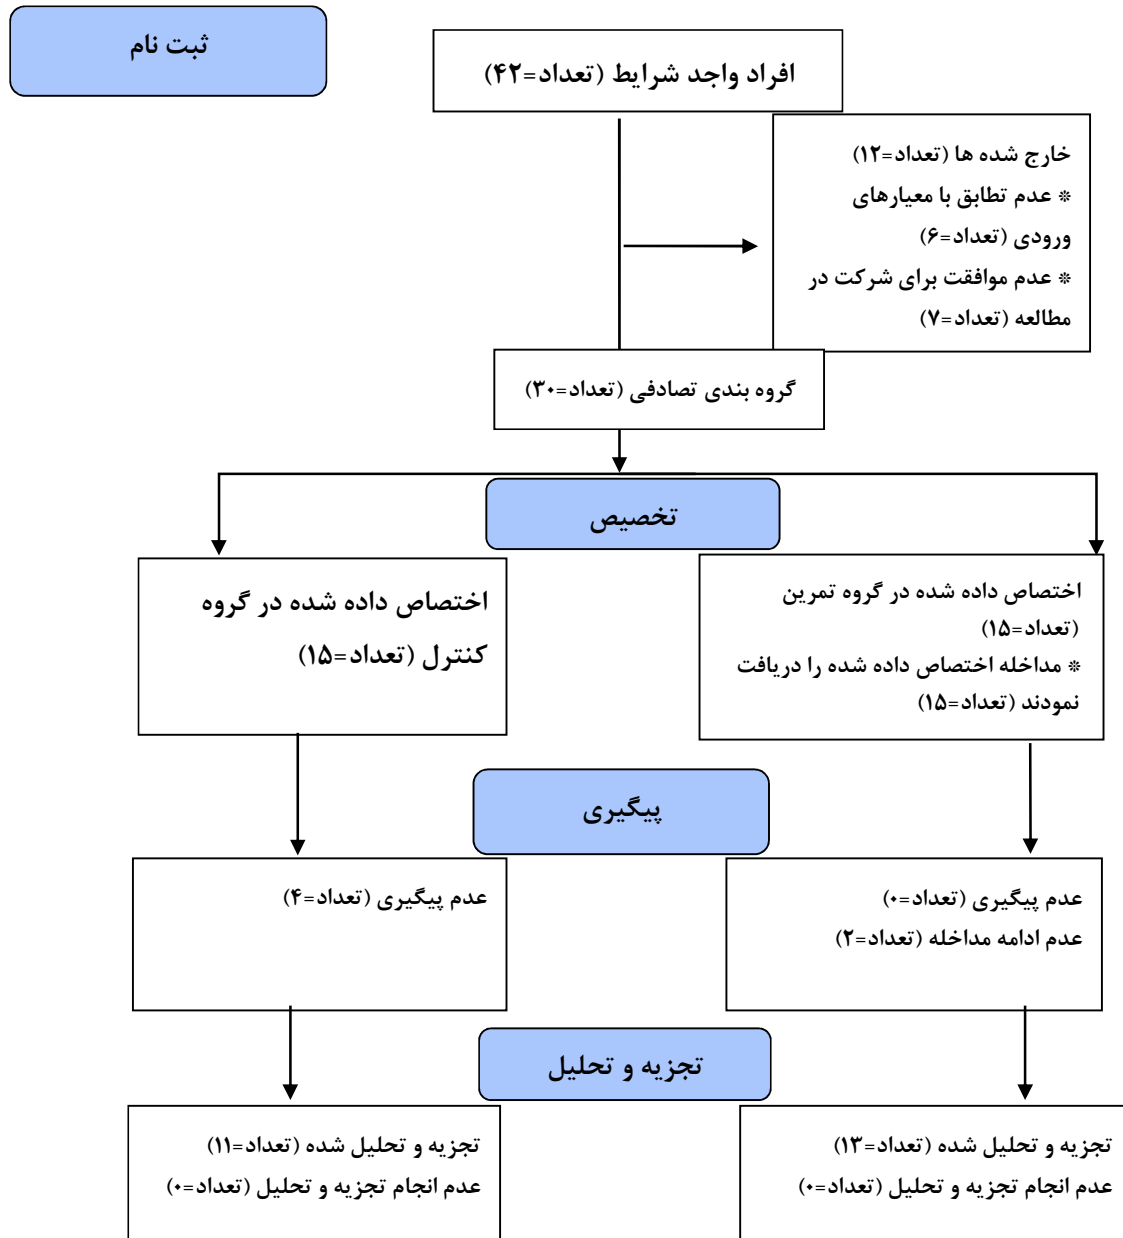 ثبت نام
افراد واجد شرایط (تعداد=۴۲)
خارج شده ها (تعداد=۱۲)
* عدم تطابق با معیارهای
ورودی (تعداد=۶)
* عدم موافقت برای شرکت در
مطالعه (تعداد=۷)
گروه بندی تصادفی (تعداد=۳۰)
تخصیص
اختصاص داده شده در گروه تمرین
(تعداد=۱۵)
* مداخله اختصاص داده شده را دریافت
نمودند (تعداد=۱۵)
اختصاص داده شده در گروه
کنترل (تعداد=۱۵)
پیگیری
عدم پیگیری (تعداد=۰)
عدم ادامه مداخله (تعداد=۲)
عدم پیگیری (تعداد=۴)
تجزیه و تحلیل
تجزیه و تحلیل شده (تعداد=۱۳)
عدم انجام تجزیه و تحلیل (تعداد=۰)
تجزیه و تحلیل شده (تعداد=۱۱)
عدم انجام تجزیه و تحلیل (تعداد=۰)